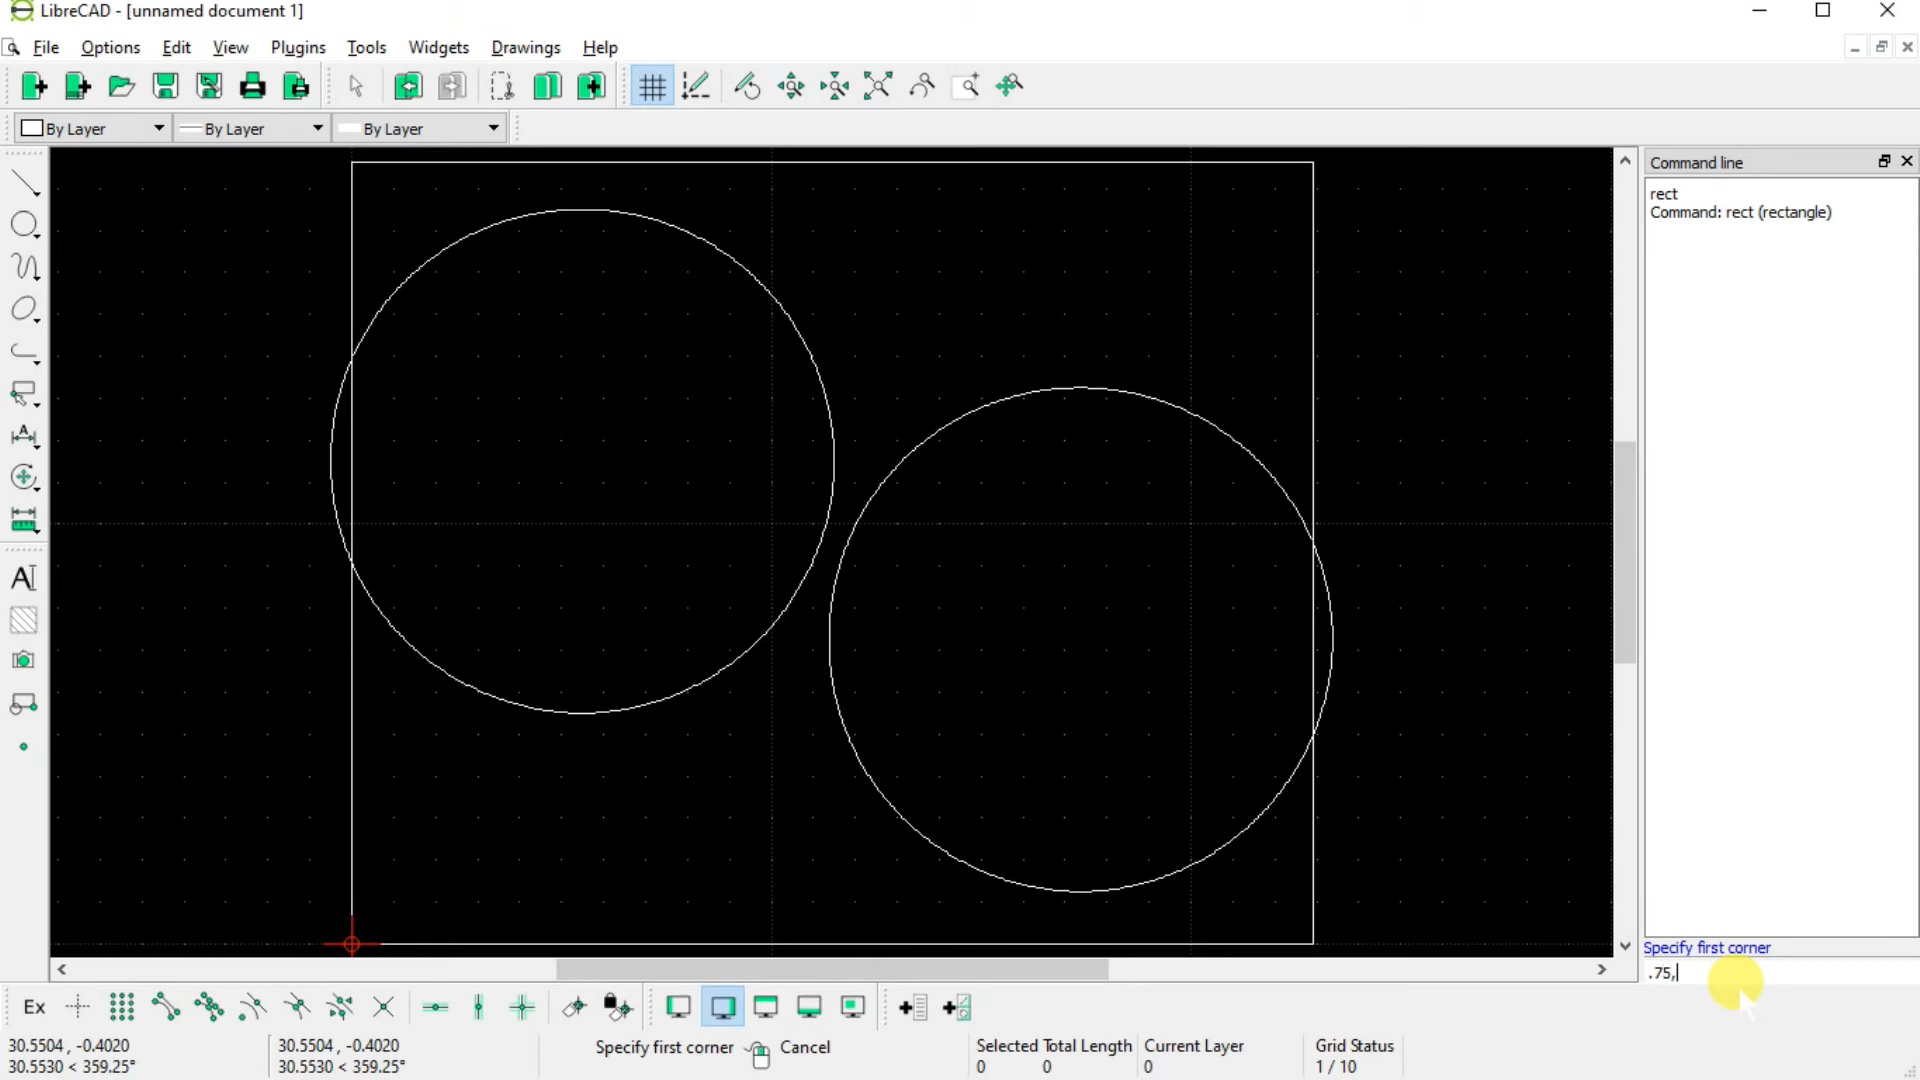 LibreCAD - [unnamed document 1]
File Options Edit View Plugins Tools Widgets Drawings Help
By Layer By Layer By Layer
Command line
rect
Command: rect (rectangle)
Specify first corner
.75,
Ex
30.5504 , -0.4020 30.5504 , -0.4020 Specify first corner Cancel Selected Total Length Current Layer Grid Status
30.5530 < 359.25° 30.5530 < 359.25° 0 0 0 1 / 10